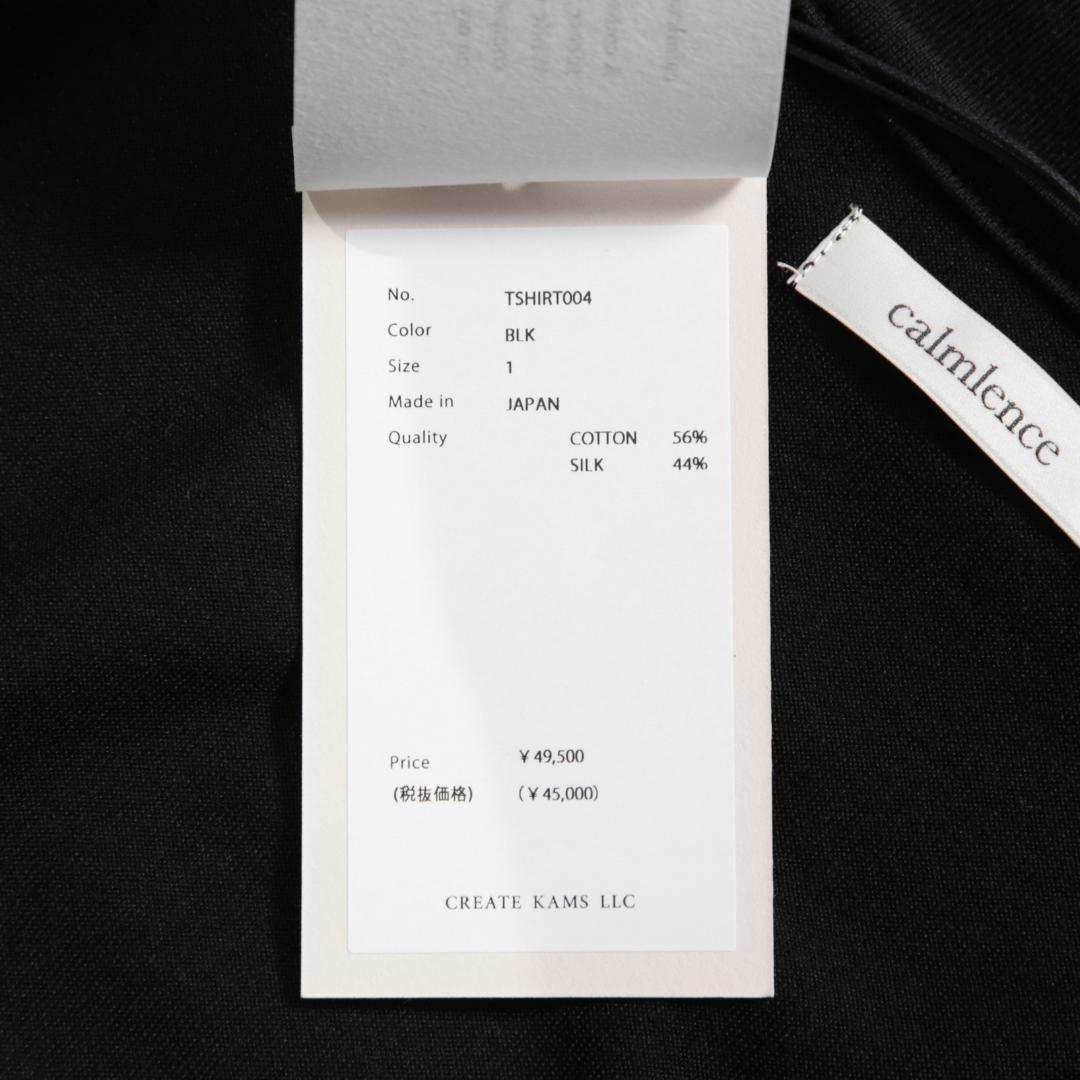 No. TSHIRT004
Color BLK
Size 1
Made in JAPAN
Quality COTTON 56%
SILK 44%
Price ¥49,500
(税抜価格) (¥45,000)
CREATE KAMS LLC
calmlence